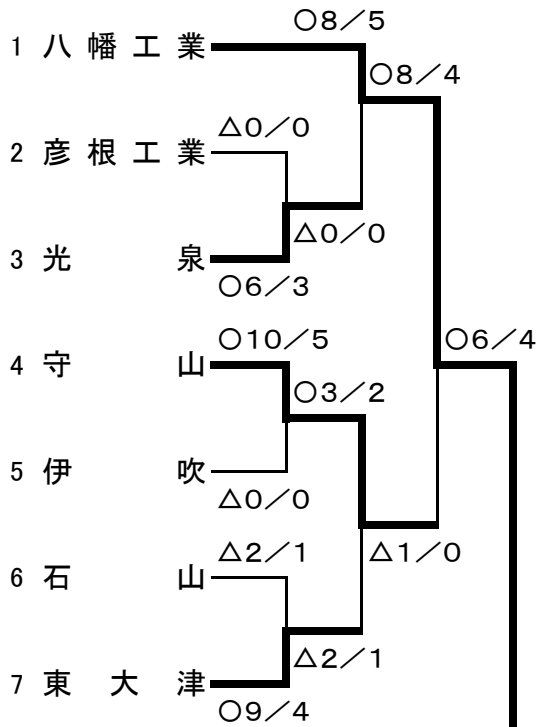 ○8／5
1 八幡工業
○8／4
△0／0
2 彦根工業
△0／0
3 光泉
○6／3
○10／5
○6／4
4 守山
○3／2
5 伊吹
△0／0
△2／1
△1／0
6 石山
△2／1
7 東大津
○9／4